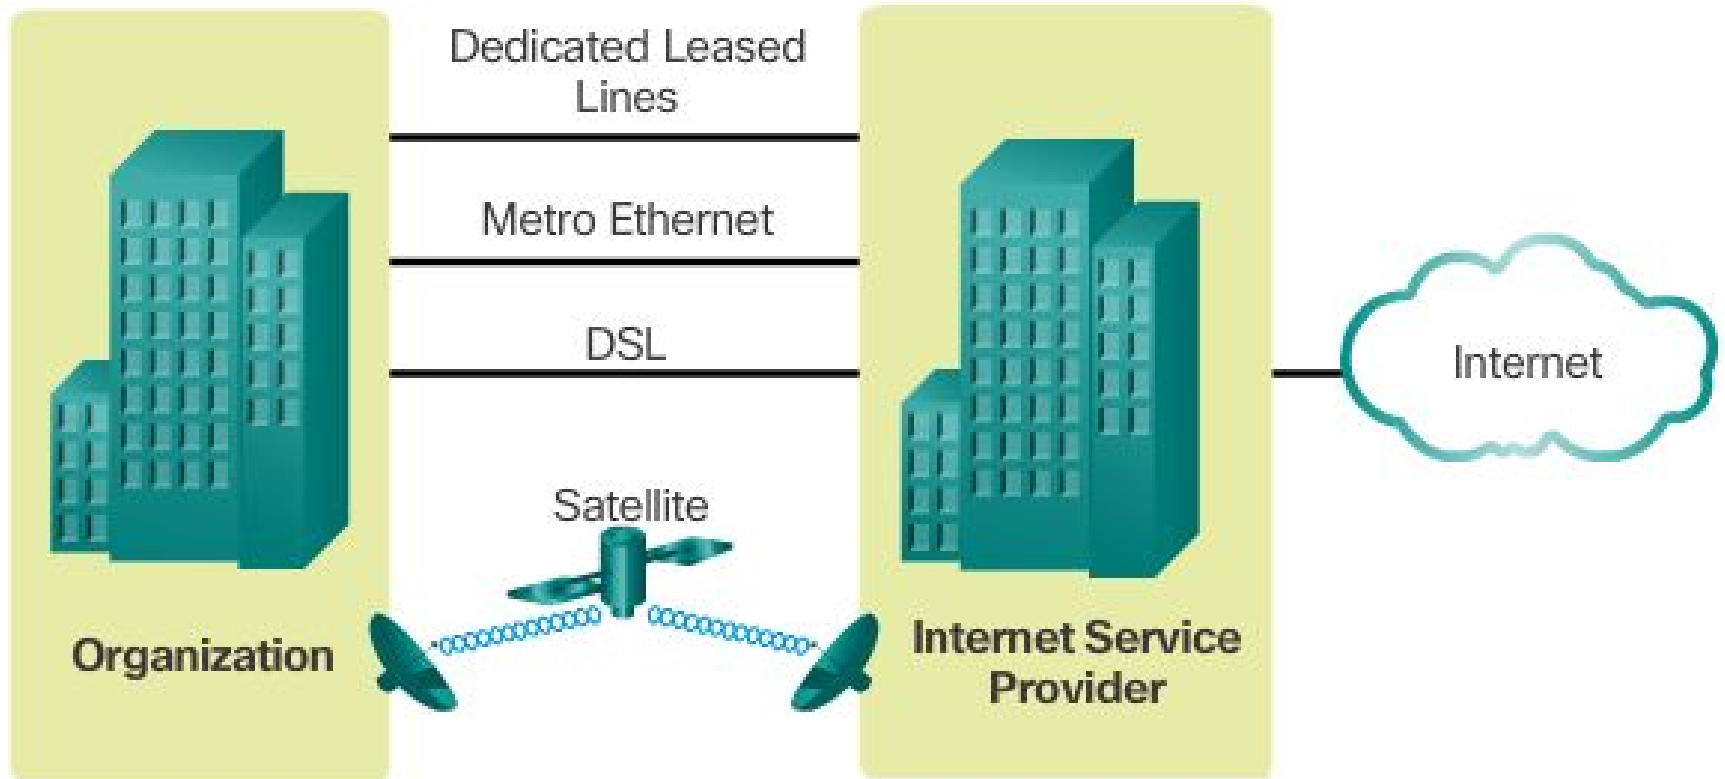 Dedicated Leased
Lines
Metro Ethernet
DSL
Satellite
Organization
Internet Service
Provider
Internet